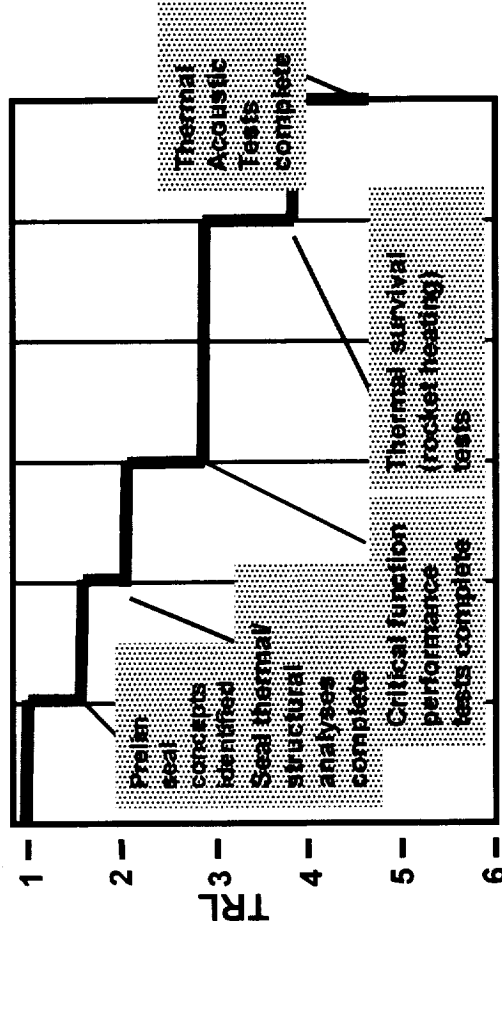 TRL
1
2
3
4
5
6
Prelim
seal
concepts
identified
Seal thermal/
structural
analyses
complete
Critical function
performance
tests complete
Thermal survival
(rocket heating)
tests
Thermal
Acoustic
Tests
complete